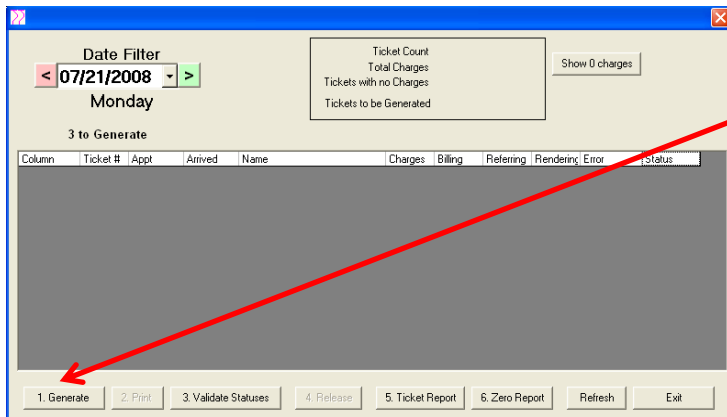 Date Filter
< 07/21/2008 >
Monday
3 to Generate
Ticket Count
Total Charges
Tickets with no Charges
Tickets to be Generated
Show 0 charges
Column Ticket # Appt Arrived Name Charges Billing Referring Rendering Error Status
1. Generate 2. Print 3. Validate Statuses 4. Release 5. Ticket Report 6. Zero Report Refresh Exit